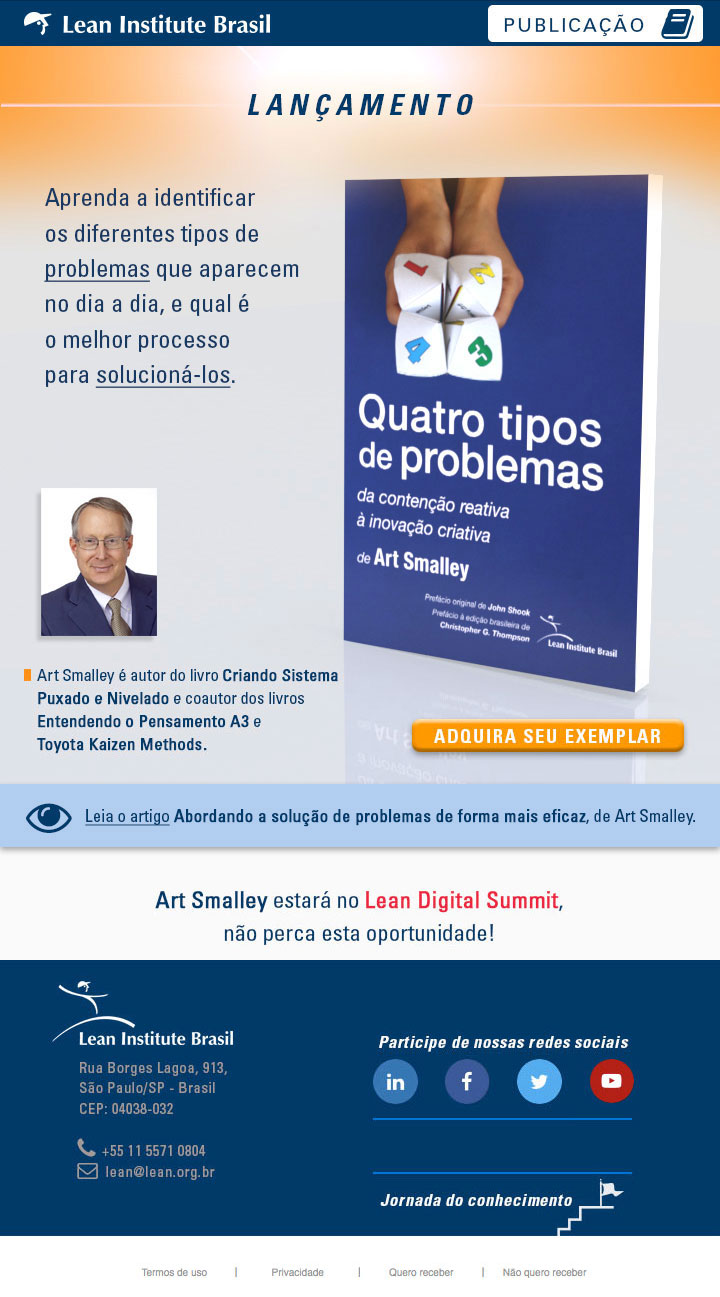 Lean Institute Brasil
PUBLICAÇÃO
LANÇAMENTO
Aprenda a identificar
os diferentes tipos de
problemas que aparecem
no dia a dia, e qual é
o melhor processo
para solucioná-los.
1
2
4
3
Quatro tipos
de problemas
da contenção reativa
à inovação criativa
de Art Smalley
Prefácio original de John Shook
Prefácio à edição brasileira de
Christopher G. Thompson
Lean Institute Brasil
Art Smalley é autor do livro Criando Sistema
Puxado e Nivelado e coautor dos livros
Entendendo o Pensamento A3 e
Toyota Kaizen Methods.
ADQUIRA SEU EXEMPLAR
Leia o artigo Abordando a solução de problemas de forma mais eficaz, de Art Smalley.
Art Smalley estará no Lean Digital Summit,
não perca esta oportunidade!
Lean Institute Brasil
Rua Borges Lagoa, 913,
São Paulo/SP - Brasil
CEP: 04038-032
+55 11 5571 0804
lean@lean.org.br
Participe de nossas redes sociais
in
f
Jornada do conhecimento
Termos de uso | Privacidade | Quero receber | Não quero receber